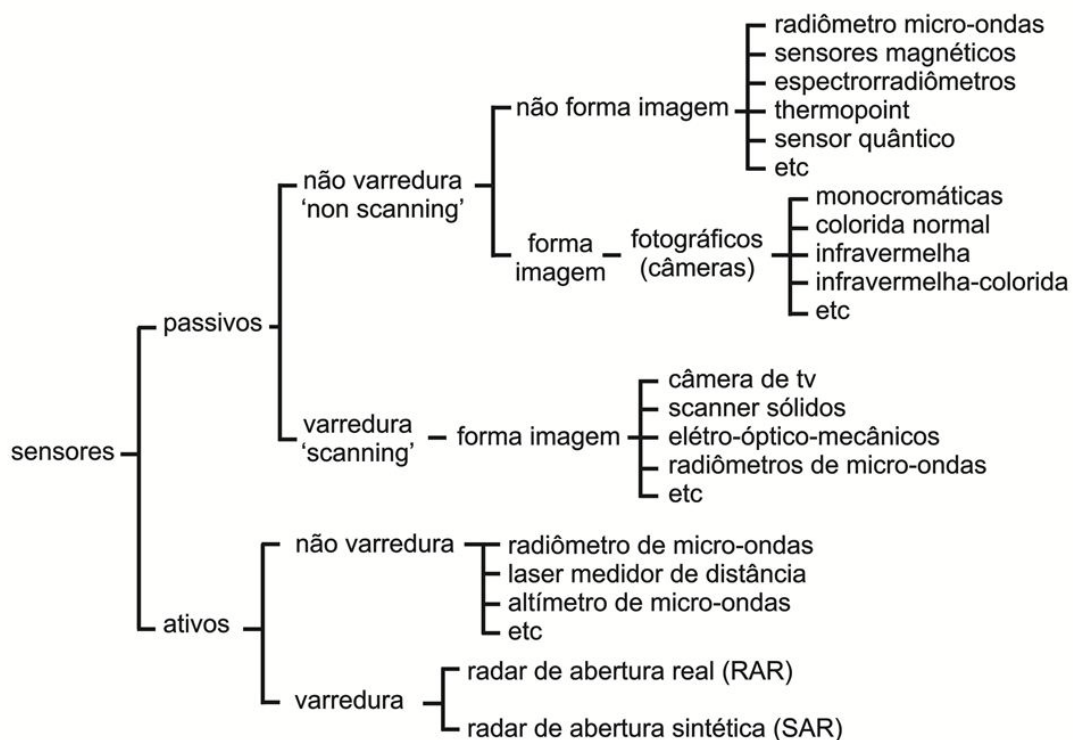 radiômetro micro-ondas
sensores magnéticos
espectrorradiômetros
não forma imagem
thermopoint
sensor quântico
etc
não varredura
‘non scanning’
monocromáticas
colorida normal
forma
imagem
fotográficos
(câmeras)
infravermelha
infravermelha-colorida
etc
passivos
câmera de tv
scanner sólidos
varredura
‘scanning’
forma imagem
elétro-óptico-mecânicos
radiômetros de micro-ondas
etc
sensores
não varredura
radiômetro de micro-ondas
laser medidor de distância
altímetro de micro-ondas
etc
ativos
radar de abertura real (RAR)
varredura
radar de abertura sintética (SAR)